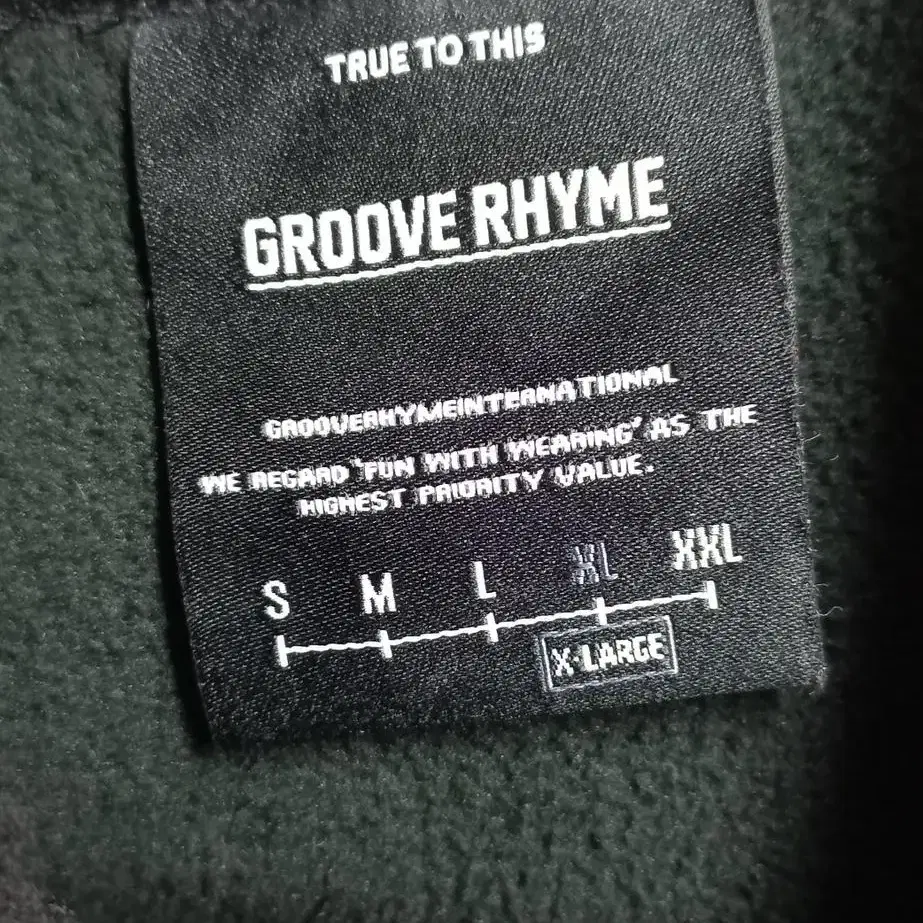 TRUE TO THIS
GROOVE RHYME
GROOVERHYMEINTERNATIONAL
WE REGARD 'FUN WITH WEARING' AS THE
HIGHEST PRIORITY VALUE.
S M L XL XXL
X-LARGE